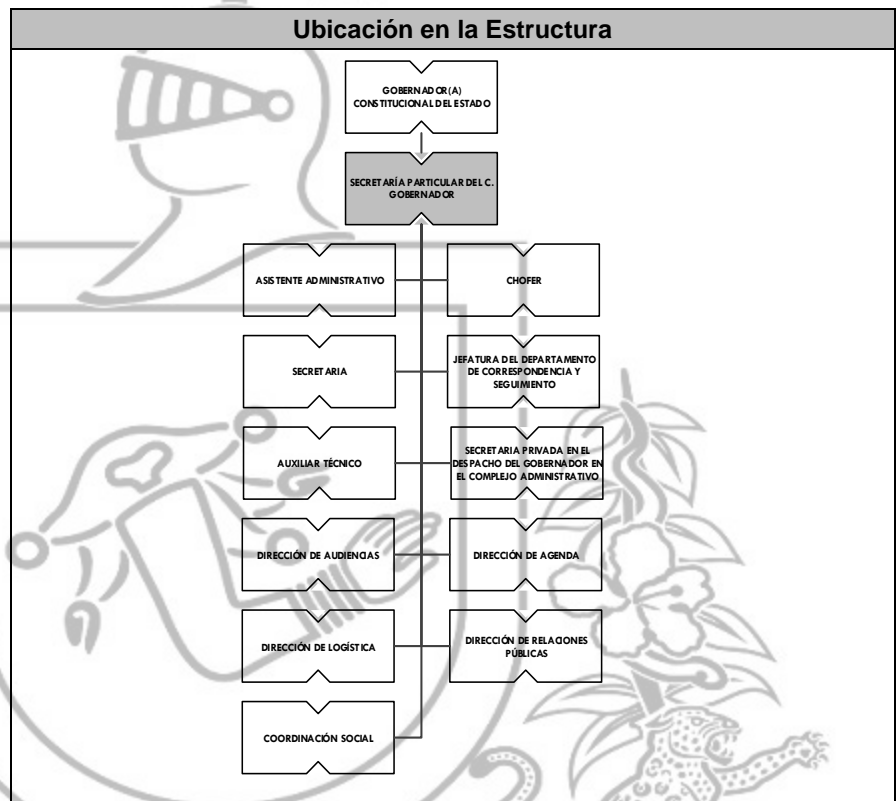 Ubicación en la Estructura
GOBERNADOR(A)
CONSTITUCIONAL DEL ESTADO
SECRETARÍA PARTICULAR DEL C.
GOBERNADOR
ASISTENTE ADMINISTRATIVO
CHOFER
SECRETARIA
JEFATURA DEL DEPARTAMENTO
DE CORRESPONDENCIA Y
SEGUIMIENTO
AUXILIAR TÉCNICO
SECRETARIA PRIVADA EN EL
DESPACHO DEL GOBERNADOR EN
EL COMPLEJO ADMINISTRATIVO
DIRECCIÓN DE AUDIENCIAS
DIRECCIÓN DE AGENDA
DIRECCIÓN DE LOGÍSTICA
DIRECCIÓN DE RELACIONES
PÚBLICAS
COORDINACIÓN SOCIAL